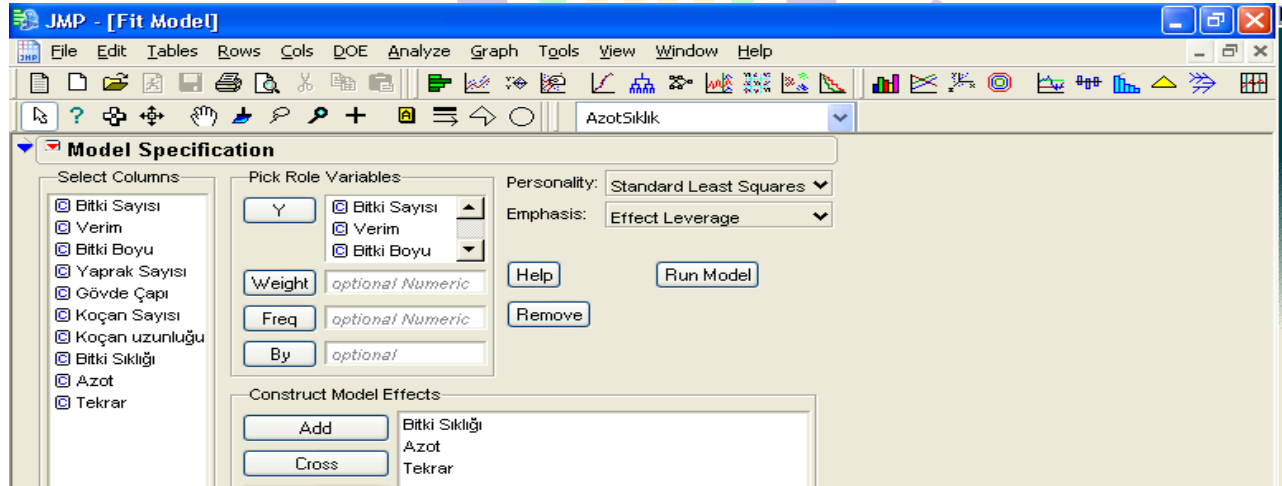 JMP - [Fit Model]
File Edit Tables Rows Cols DOE Analyze Graph Tools View Window Help
AzotSıklık
Model Specification
Select Columns
Bitki Sayısı
Verim
Bitki Boyu
Yaprak Sayısı
Gövde Çapı
Koçan Sayısı
Koçan uzunluğu
Bitki Sıklığı
Azot
Tekrar
Pick Role Variables
Y
Bitki Sayısı
Verim
Bitki Boyu
Weight optional Numeric
Freq optional Numeric
By optional
Personality: Standard Least Squares
Emphasis: Effect Leverage
Help Run Model
Remove
Construct Model Effects
Add
Cross
Bitki Sıklığı
Azot
Tekrar